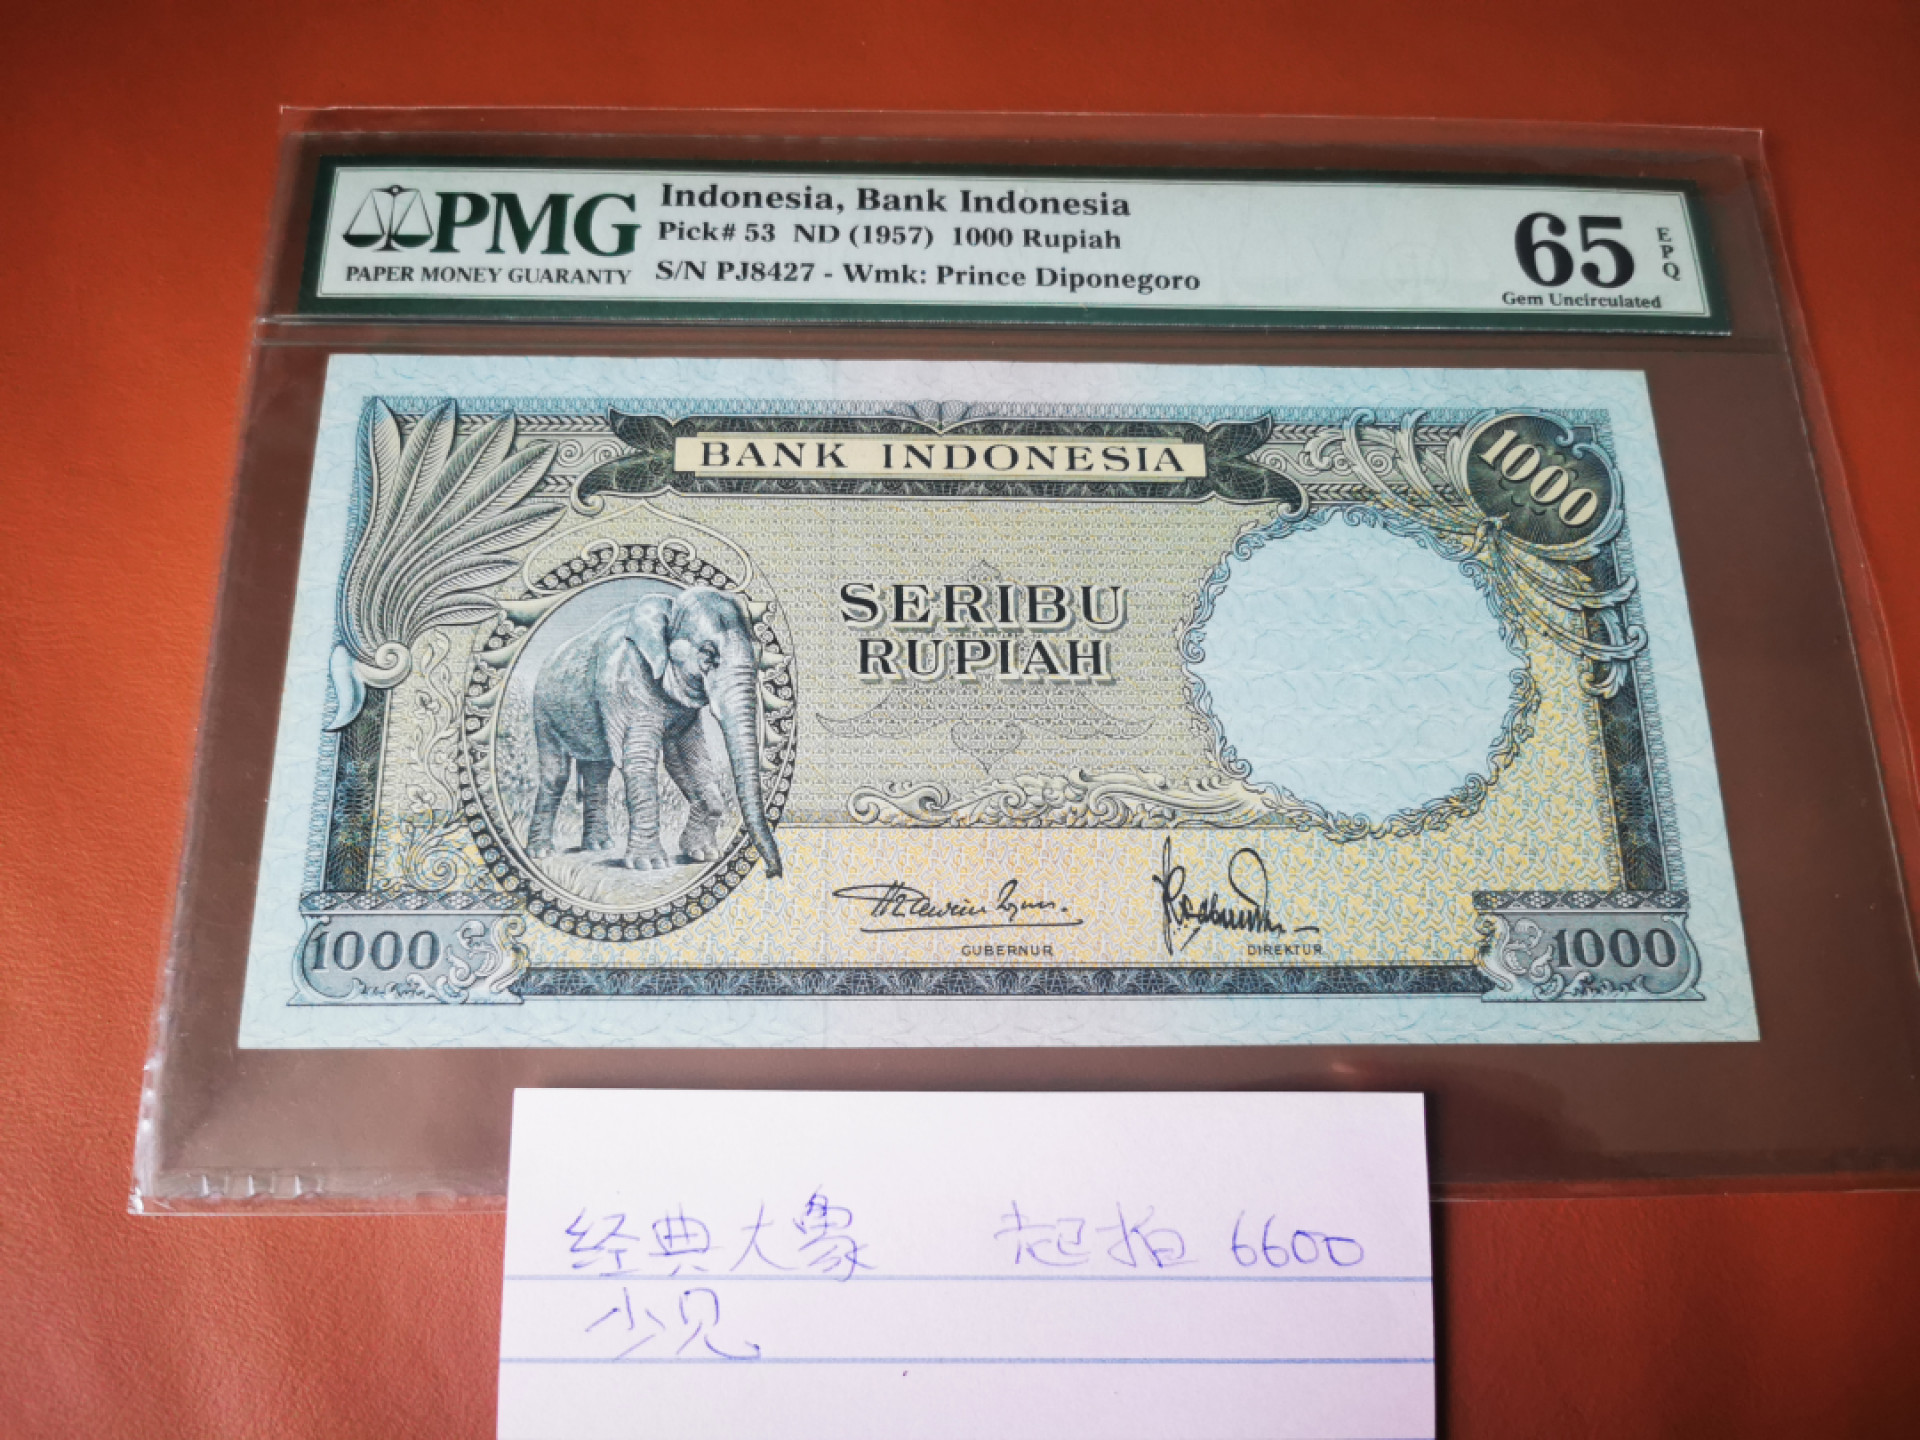 PMG
PAPER MONEY GUARANTY
Indonesia, Bank Indonesia
Pick# 53 ND (1957) 1000 Rupiah
S/N PJ8427 - Wmk: Prince Diponegoro
65
EPQ
Gem Uncirculated
BANK INDONESIA
1000
SERIBU
RUPIAH
GUBERNUR
DIREKTUR
1000
1000
经典大象 起拍 6600
少见